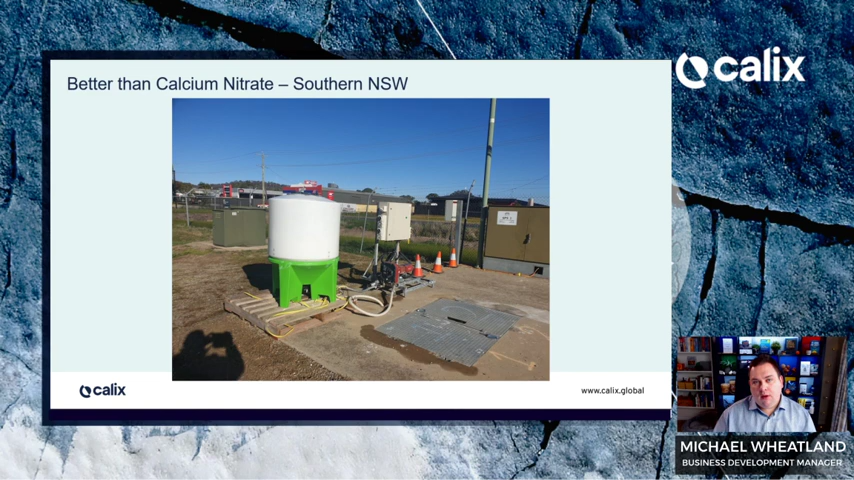 Better than Calcium Nitrate – Southern NSW
calix
calix
www.calix.global
MICHAEL WHEATLAND
BUSINESS DEVELOPMENT MANAGER